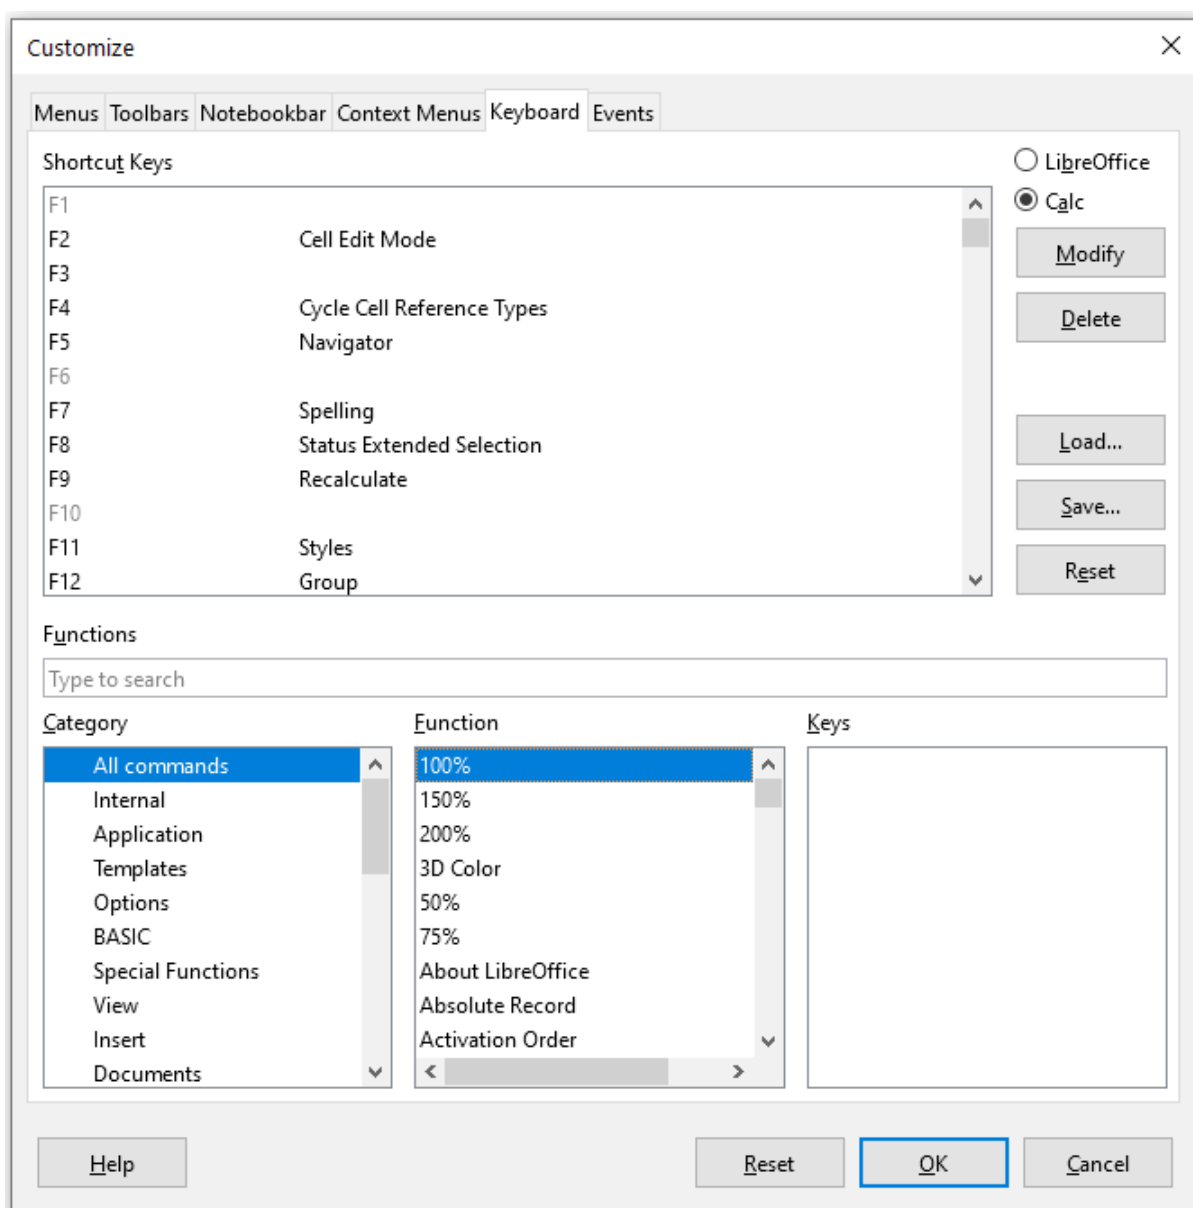 Customize
Menus Toolbars Notebookbar Context Menus Keyboard Events
Shortcut Keys
LibreOffice
Calc
F1
F2 Cell Edit Mode
F3
F4 Cycle Cell Reference Types
F5 Navigator
F6
F7 Spelling
F8 Status Extended Selection
F9 Recalculate
F10
F11 Styles
F12 Group
Modify
Delete
Load...
Save...
Reset
Functions
Type to search
Category
All commands
Internal
Application
Templates
Options
BASIC
Special Functions
View
Insert
Documents
Function
100%
150%
200%
3D Color
50%
75%
About LibreOffice
Absolute Record
Activation Order
Keys
Help Reset OK Cancel